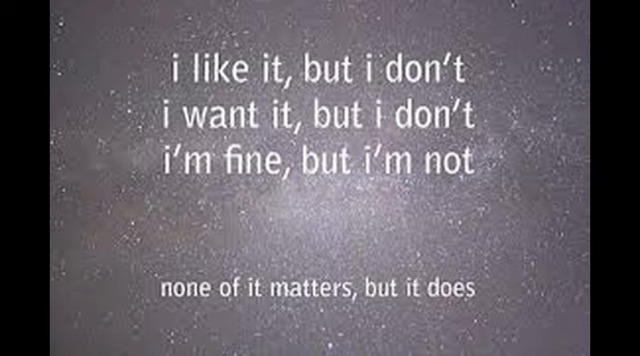 i like it, but i don't
i want it, but i don't
i'm fine, but i'm not
none of it matters, but it does